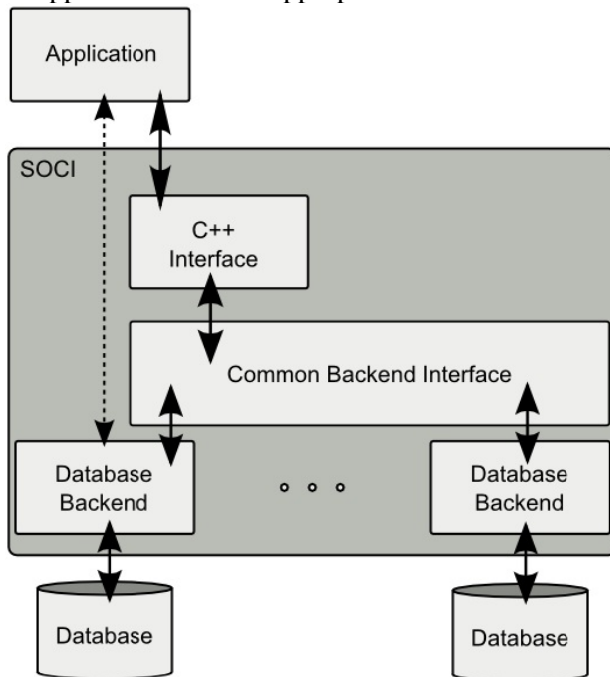 Application
SOCI
C++
Interface
Common Backend Interface
Database
Backend
Database
Backend
Database
Database